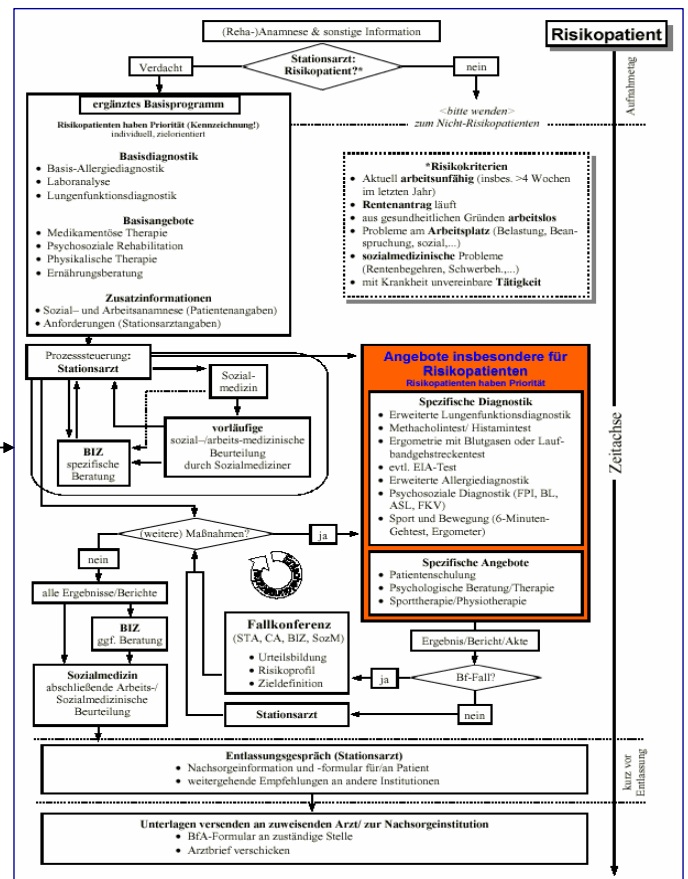 (Reha-)Anamnese & sonstige Information
Risikopatient
Stationsarzt:
Risikopatient?*
Verdacht
nein
Aufnahmetag
ergänztes Basisprogramm
Risikopatienten haben Priorität (Kennzeichnung!)
individuell, zielorientiert
<bitte wenden>
zum Nicht-Risikopatienten
Basisdiagnostik
• Basis-Allergiediagnostik
• Laboranalyse
• Lungenfunktionsdiagnostik
Basisangebote
• Medikamentöse Therapie
• Psychosoziale Rehabilitation
• Physikalische Therapie
• Ernährungsberatung
Zusatzinformationen
• Sozial– und Arbeitsanamnese (Patientenangaben)
• Anforderungen (Stationsarztangaben)
*Risikokriterien
• Aktuell arbeitsunfähig (insbes. >4 Wochen
im letzten Jahr)
• Rentenantrag läuft
• aus gesundheitlichen Gründen arbeitslos
• Probleme am Arbeitsplatz (Belastung, Bean-
spruchung, sozial,...)
• sozialmedizinische Probleme
(Rentenbegehren, Schwerbeh.,...)
• mit Krankheit unvereinbare Tätigkeit
Prozesssteuerung:
Stationsarzt
Sozial-
medizin
BIZ
spezifische
Beratung
vorläufige
sozial–/arbeits-medizinische
Beurteilung
durch Sozialmediziner
Angebote insbesondere für
Risikopatienten
Risikopatienten haben Priorität
Spezifische Diagnostik
• Erweiterte Lungenfunktionsdiagnostik
• Methacholintest/ Histamintest
• Ergometrie mit Blutgasen oder Lauf-
bandgehstreckentest
• evtl. EIA-Test
• Erweiterte Allergiediagnostik
• Psychosoziale Diagnostik (FPI, BL,
ASL, FKV)
• Sport und Bewegung (6-Minuten-
Gehtest, Ergometer)
Spezifische Angebote
• Patientenschulung
• Psychologische Beratung/Therapie
• Sporttherapie/Physiotherapie
Zeitachse
(weitere) Maßnahmen?
ja
nein
alle Ergebnisse/Berichte
BIZ
ggf. Beratung
Sozialmedizin
abschließende Arbeits-/
Sozialmedizinische
Beurteilung
Fallkonferenz
(STA, CA, BIZ, SozM)
• Urteilsbildung
• Risikoprofil
• Zieldefinition
Stationsarzt
Ergebnis/Bericht/Akte
Bf-Fall?
ja
nein
kurz vor
Entlassung
Entlassungsgespräch (Stationsarzt)
• Nachsorgeinformation und -formular für/an Patient
• weitergehende Empfehlungen an andere Institutionen
Unterlagen versenden an zuweisenden Arzt/ zur Nachsorgeinstitution
• BfA-Formular an zuständige Stelle
• Arztbrief verschicken